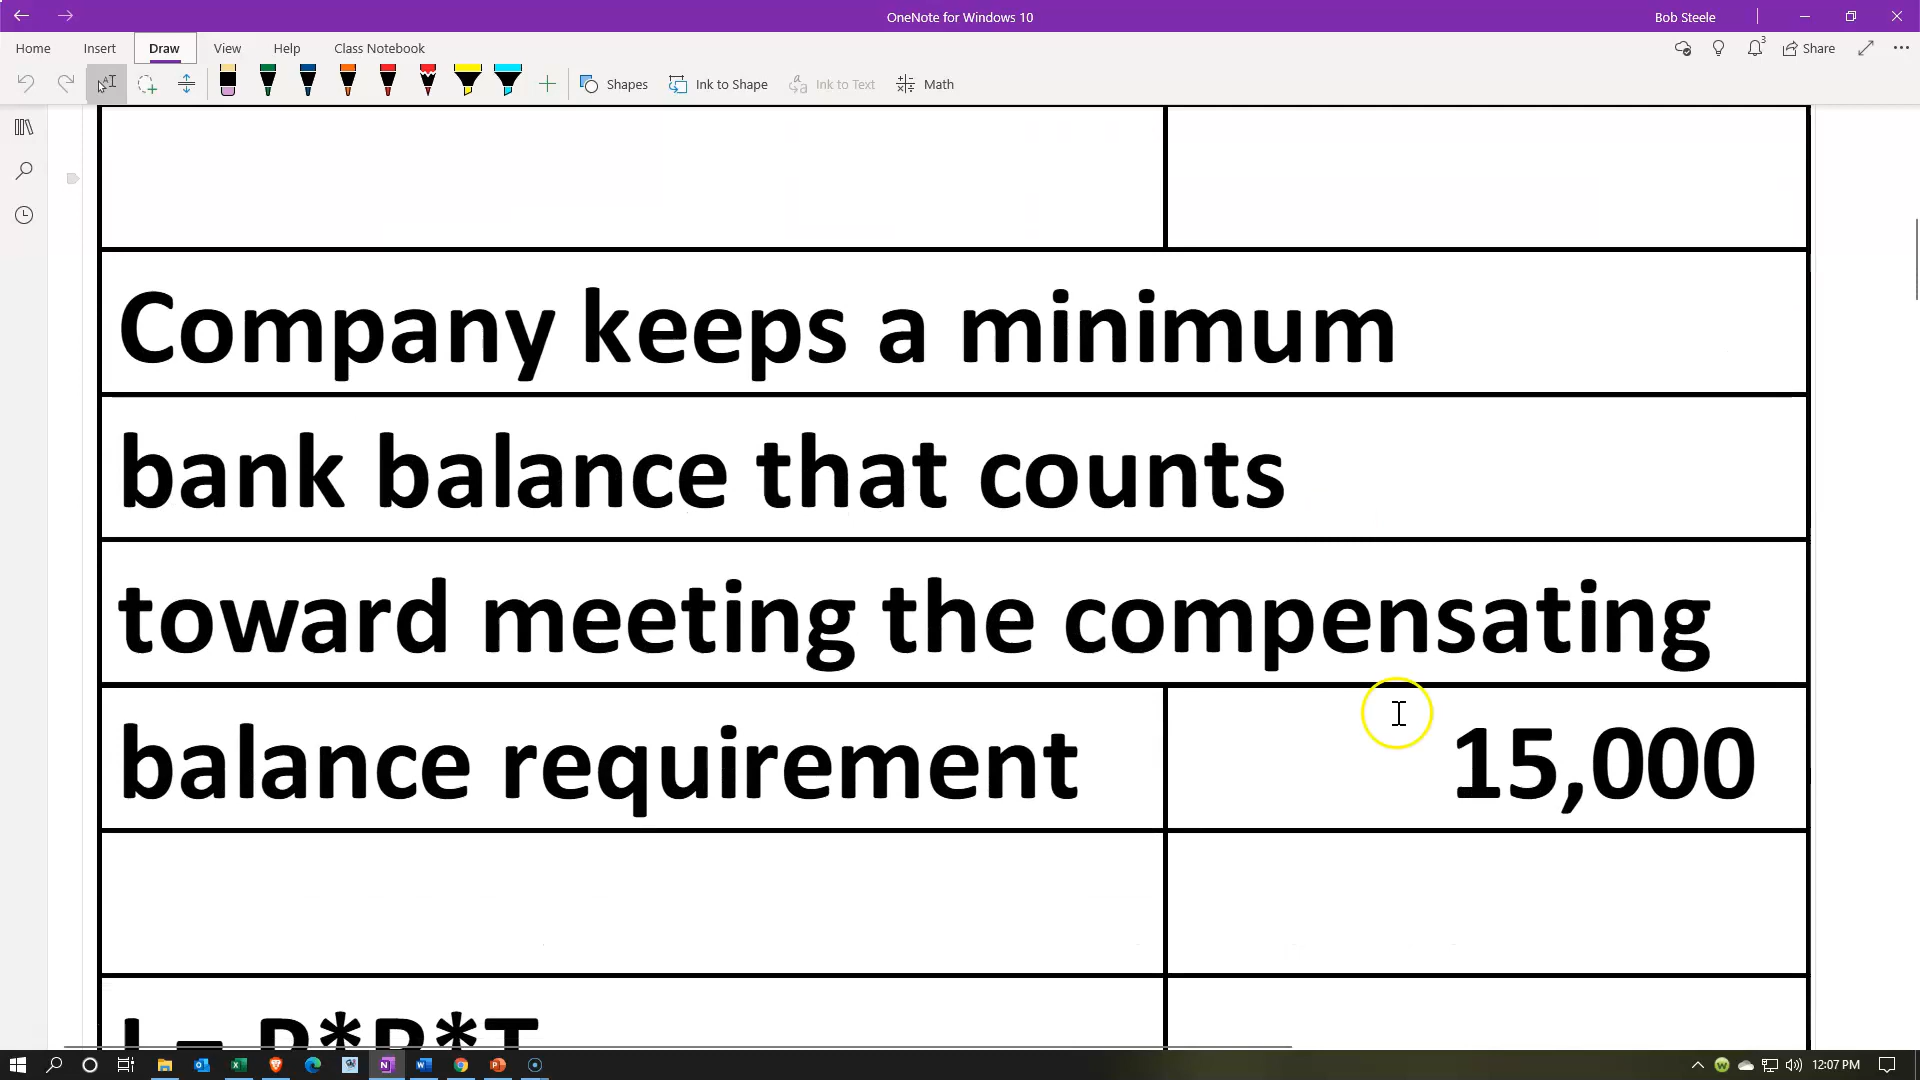 OneNote for Windows 10
Bob Steele
Home Insert Draw View Help Class Notebook
3
Share
Shapes
Ink to Shape
Ink to Text
Math
Company keeps a minimum
bank balance that counts
toward meeting the compensating
balance requirement 15,000
I = P*R*T
12:07 PM